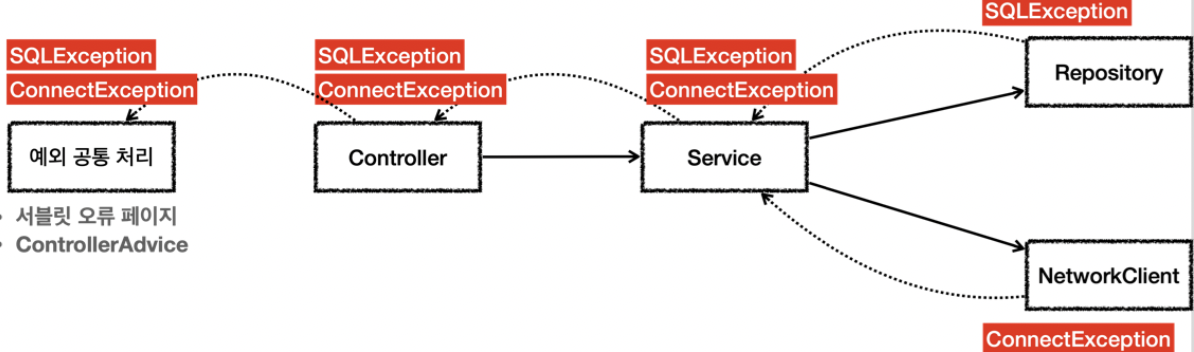 SQLException
SQLException
ConnectException
SQLException
ConnectException
SQLException
ConnectException
Repository
예외 공통 처리
Controller
Service
• 서블릿 오류 페이지
• ControllerAdvice
NetworkClient
ConnectException